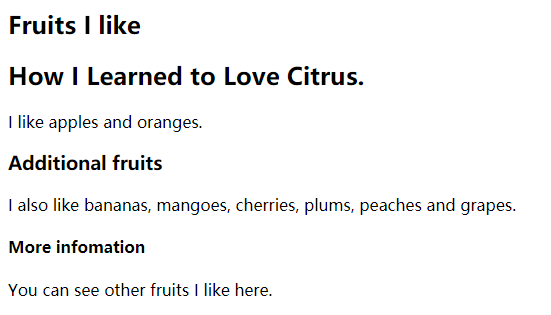 Fruits I like
How I Learned to Love Citrus.
I like apples and oranges.
Additional fruits
I also like bananas, mangoes, cherries, plums, peaches and grapes.
More infomation
You can see other fruits I like here.